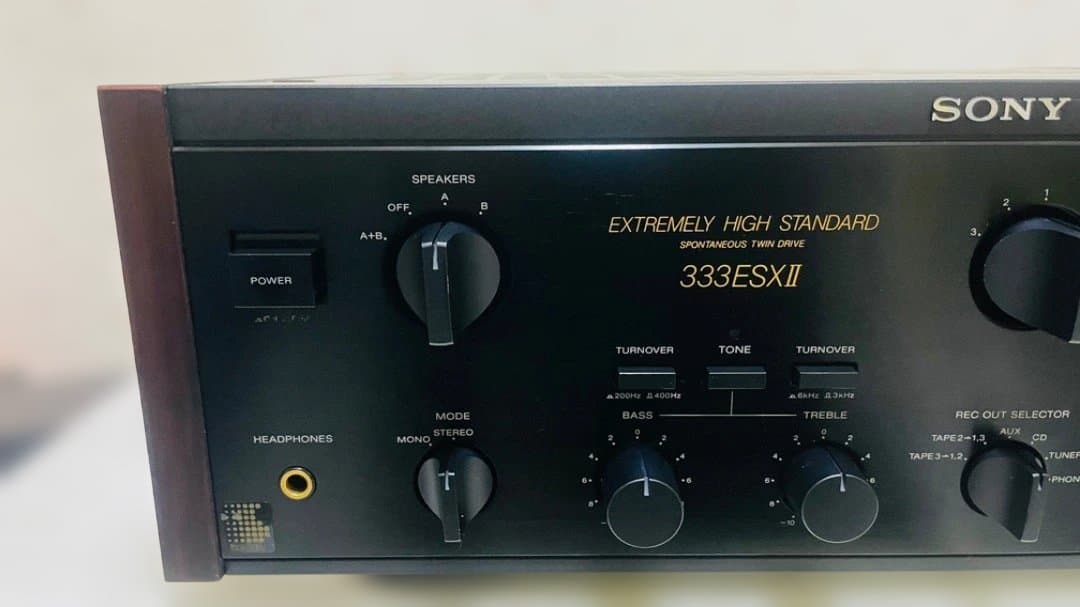 SONY
SPEAKERS
OFF A B
A+B
POWER
EXTREMELY HIGH STANDARD
SPONTANEOUS TWIN DRIVE
333ESXII
3 2 1
TURNOVER TONE TURNOVER
200Hz 400Hz 6kHz 3kHz
BASS TREBLE
2 0 2
4 4
6 6
8
2 0 2
4 4
6 6
8
-10
MODE
MONO STEREO
HEADPHONES
REC OUT SELECTOR
TAPE 2→1,3 AUX CD
TAPE 3→1,2 TUNER
PHON